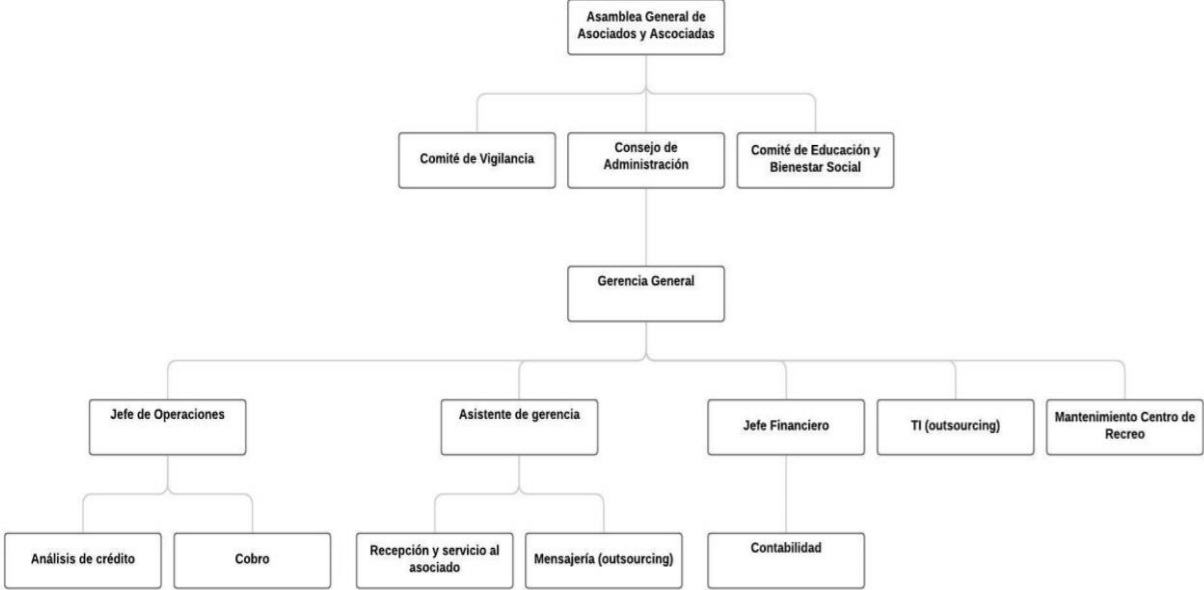 Asamblea General de
Asociados y Ascociadas
Comité de Vigilancia
Consejo de
Administración
Comité de Educación y
Bienestar Social
Gerencia General
Jefe de Operaciones
Asistente de gerencia
Jefe Financiero
TI (outsourcing)
Mantenimiento Centro de
Recreo
Análisis de crédito
Cobro
Recepción y servicio al
asociado
Mensajería (outsourcing)
Contabilidad